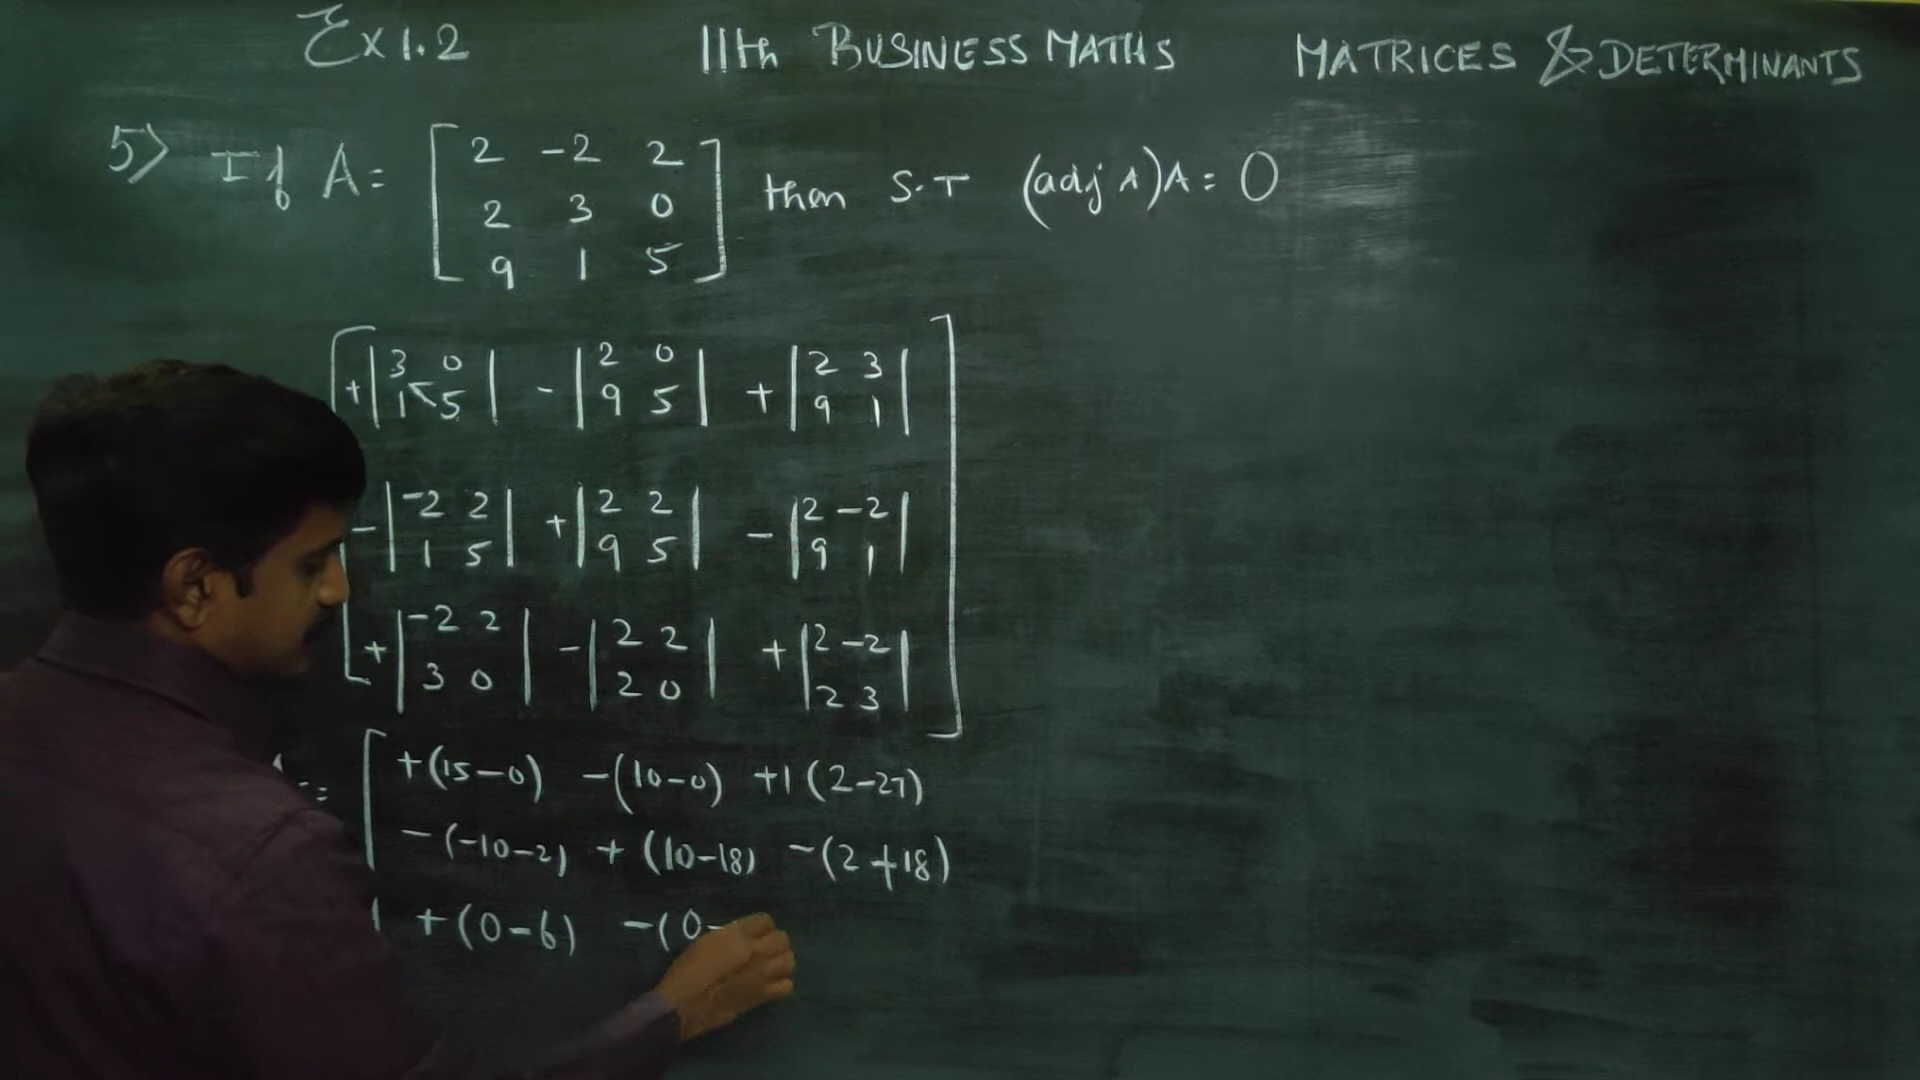 Ex 1.2 11th BUSINESS MATHS MATRICES & DETERMINANTS
5) If A = [ 2 -2 2 then S.T (adj A)A = 0
2 3 0
9 1 5 ]
[ +|3 0| -|2 0| +|2 3|
|1 5| |9 5| |9 1|
-|-2 2| +|2 2| -|2 -2|
|1 5| |9 5| |9 1|
+|-2 2| -|2 2| +|2 -2|
|3 0| |2 0| |2 3| ]
= [ +(15-0) -(10-0) +1(2-27)
-(-10-2) +(10-18) -(2+18)
+(0-6) -(0-